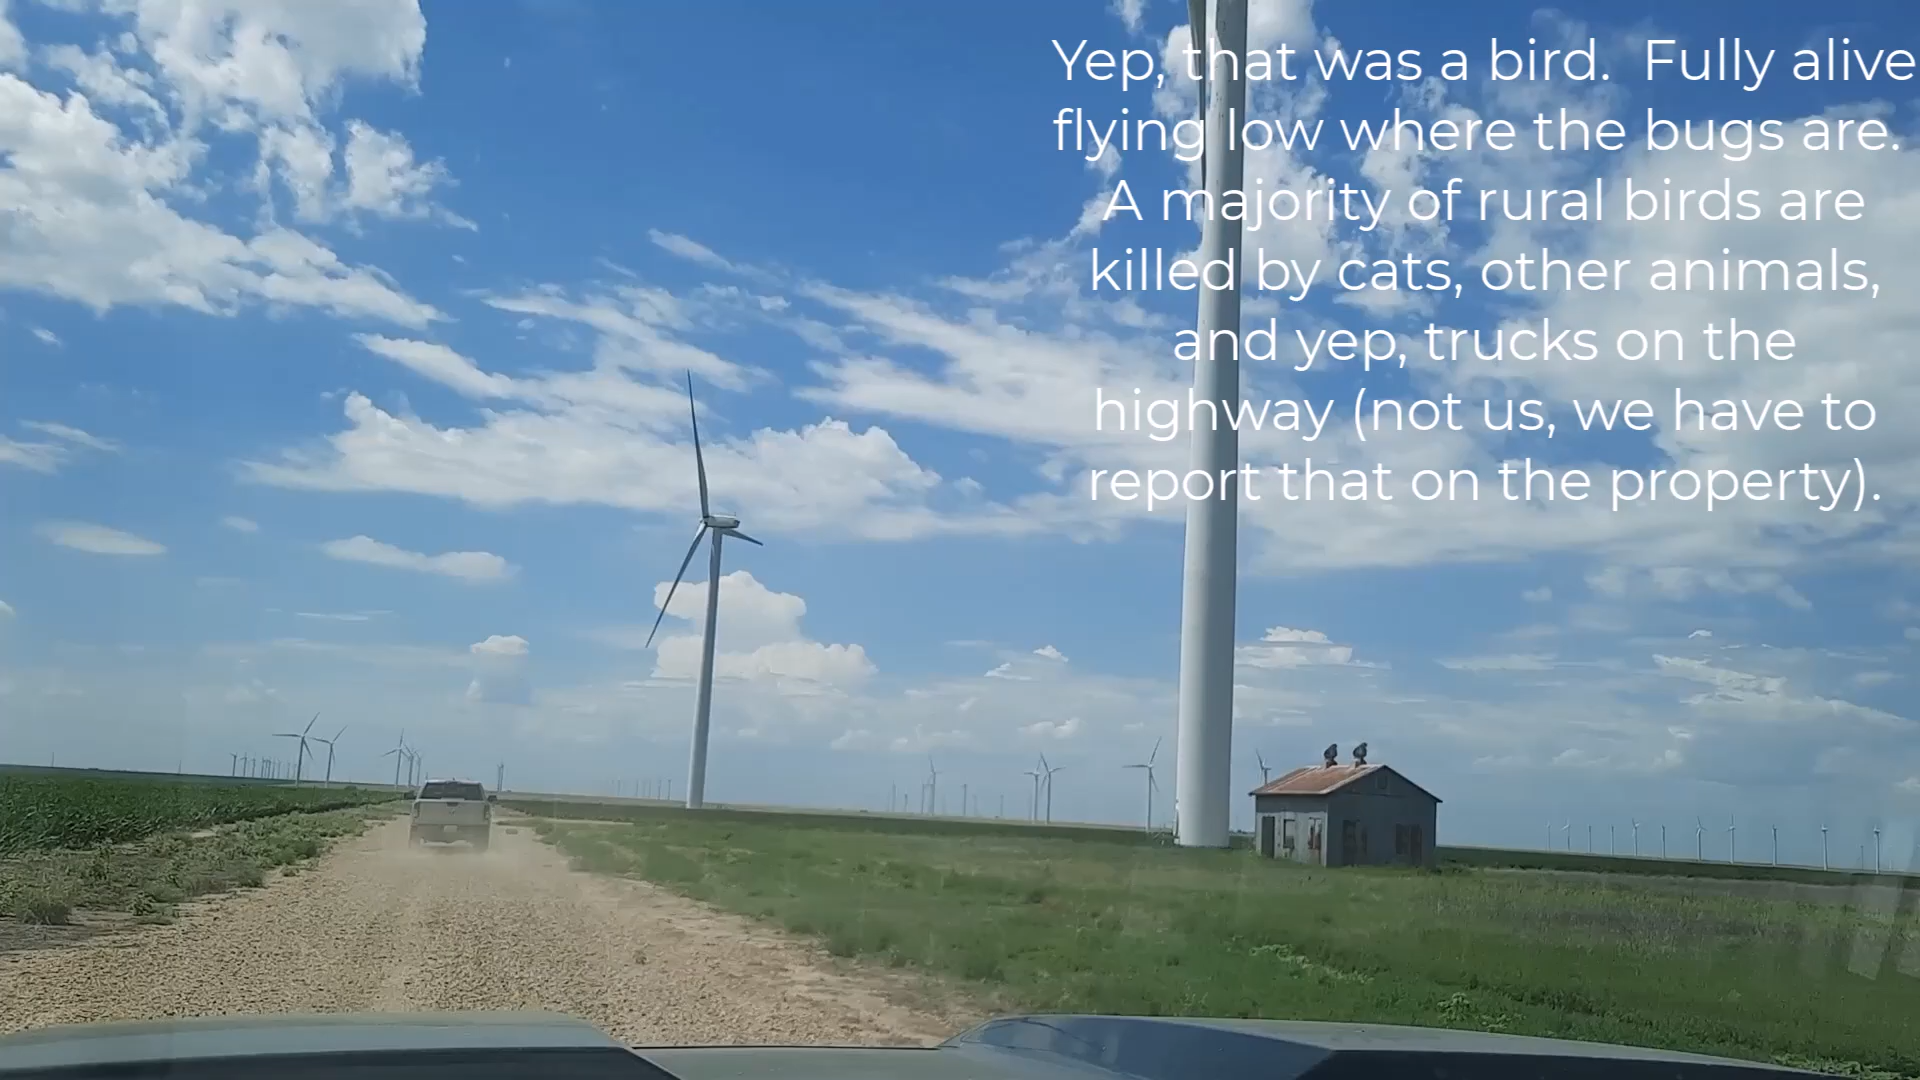 Yep, that was a bird.  Fully alive
flying low where the bugs are.
A majority of rural birds are
killed by cats, other animals,
and yep, trucks on the
highway (not us, we have to
report that on the property).